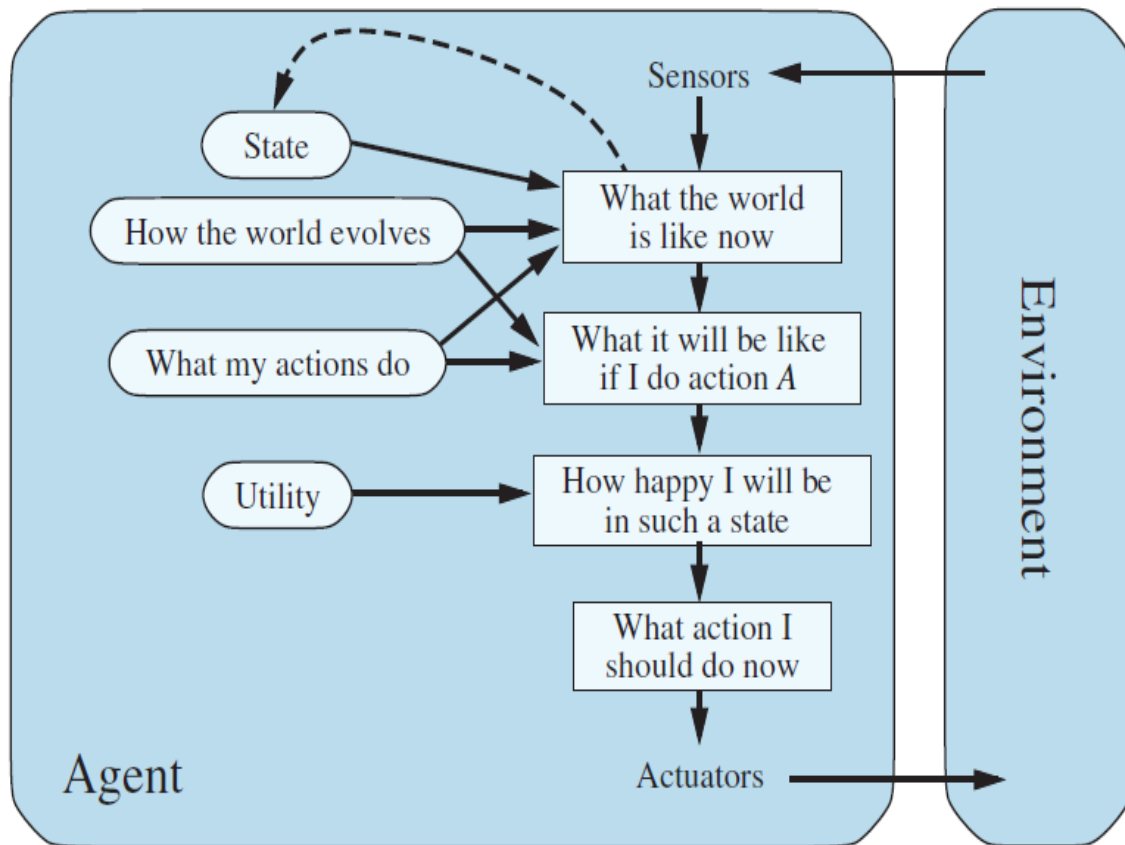 Sensors
State
What the world
is like now
How the world evolves
What it will be like
if I do action A
What my actions do
How happy I will be
in such a state
Utility
What action I
should do now
Actuators
Agent
Environment